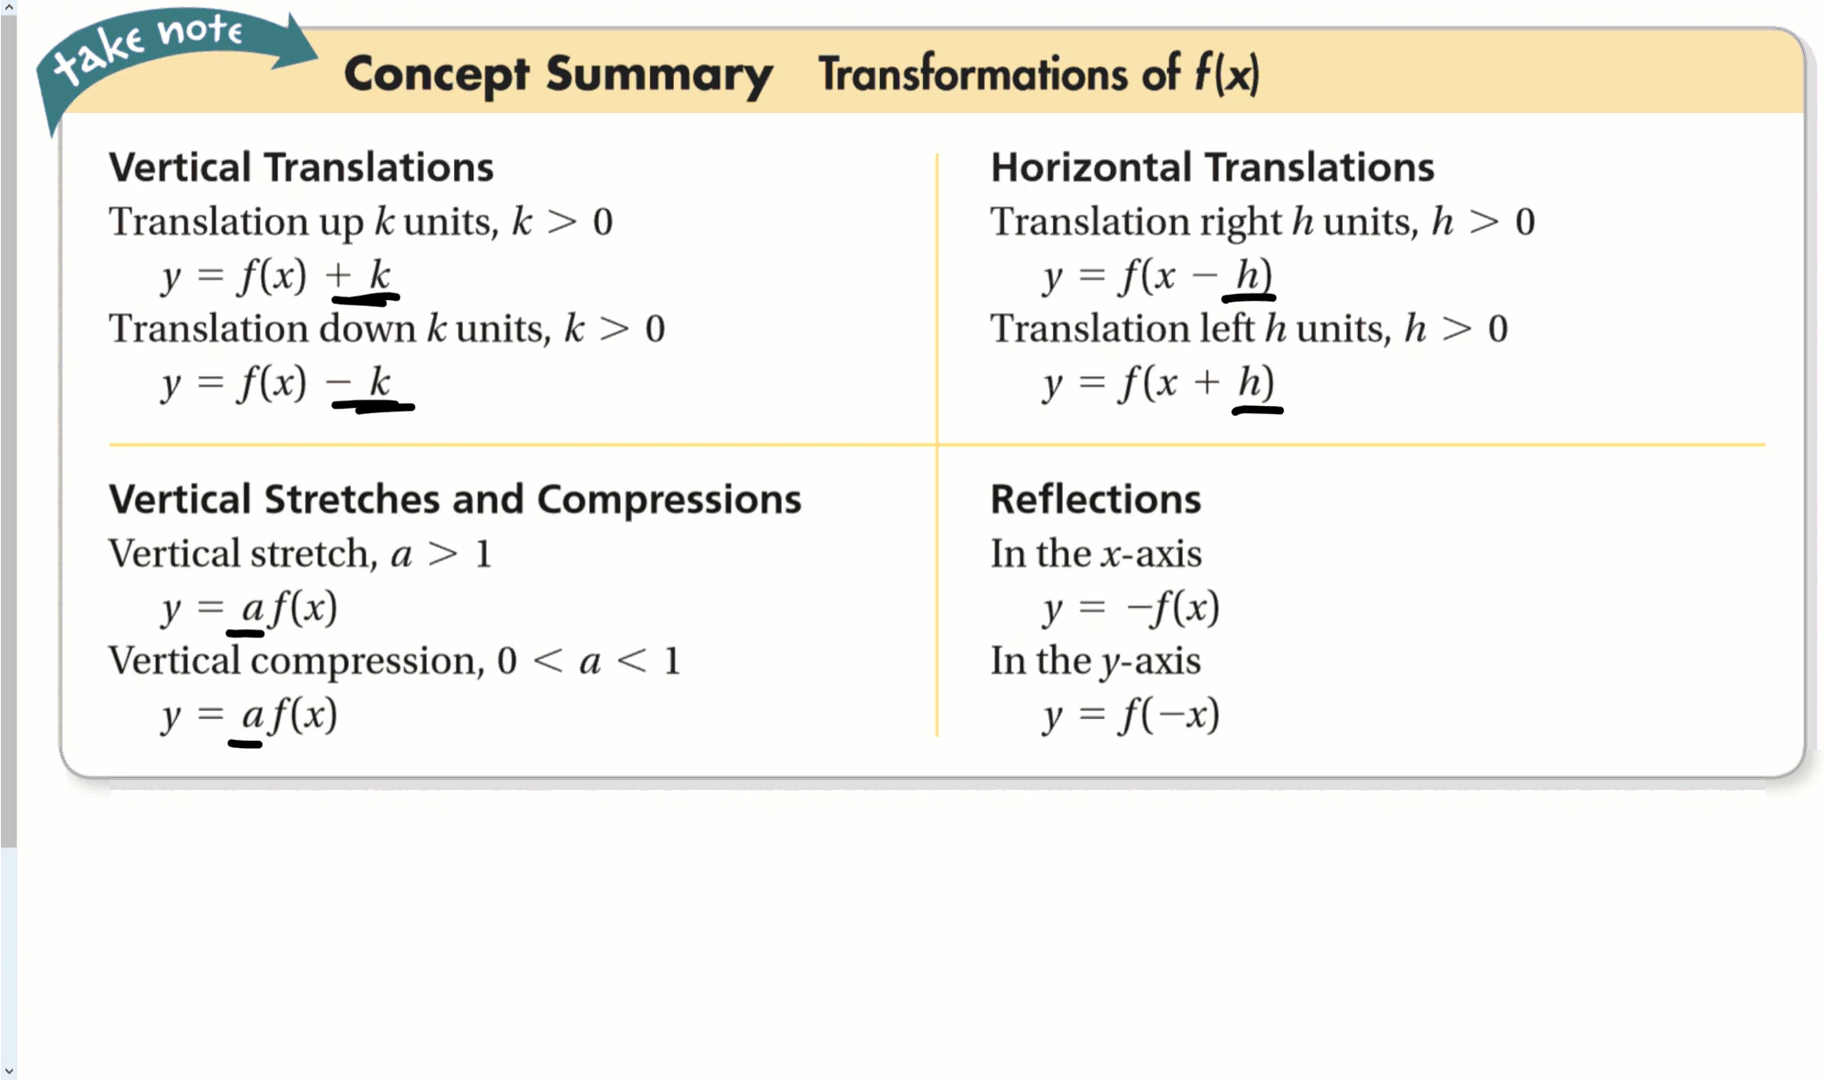 take note
Concept Summary Transformations of f(x)
Vertical Translations
Translation up k units, k > 0
y = f(x) + k
Translation down k units, k > 0
y = f(x) − k
Horizontal Translations
Translation right h units, h > 0
y = f(x − h)
Translation left h units, h > 0
y = f(x + h)
Vertical Stretches and Compressions
Vertical stretch, a > 1
y = af(x)
Vertical compression, 0 < a < 1
y = af(x)
Reflections
In the x-axis
y = −f(x)
In the y-axis
y = f(−x)